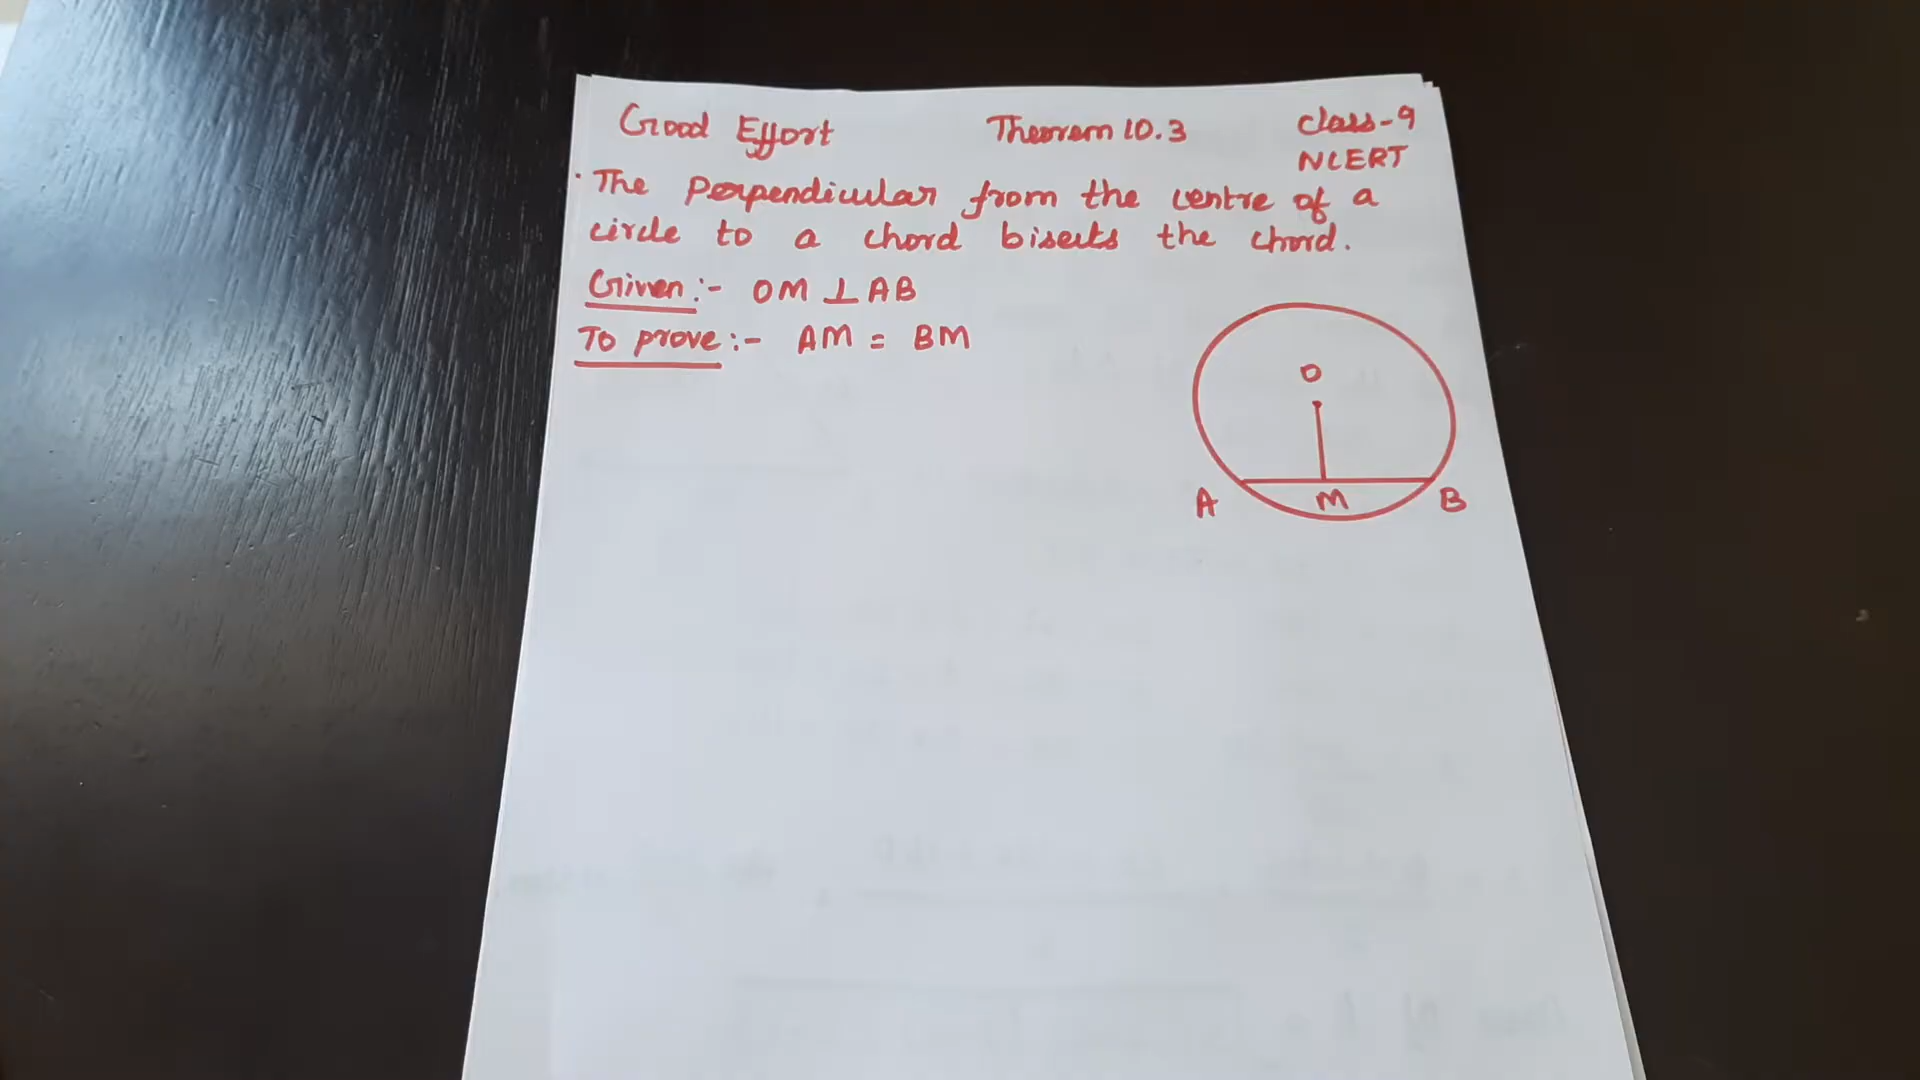 Good Effort Theorem 10.3 class-9
NCERT
The Perpendicular from the centre of a
circle to a chord bisects the chord.
Given:- OM ⊥ AB
To prove:- AM = BM
O
A M B